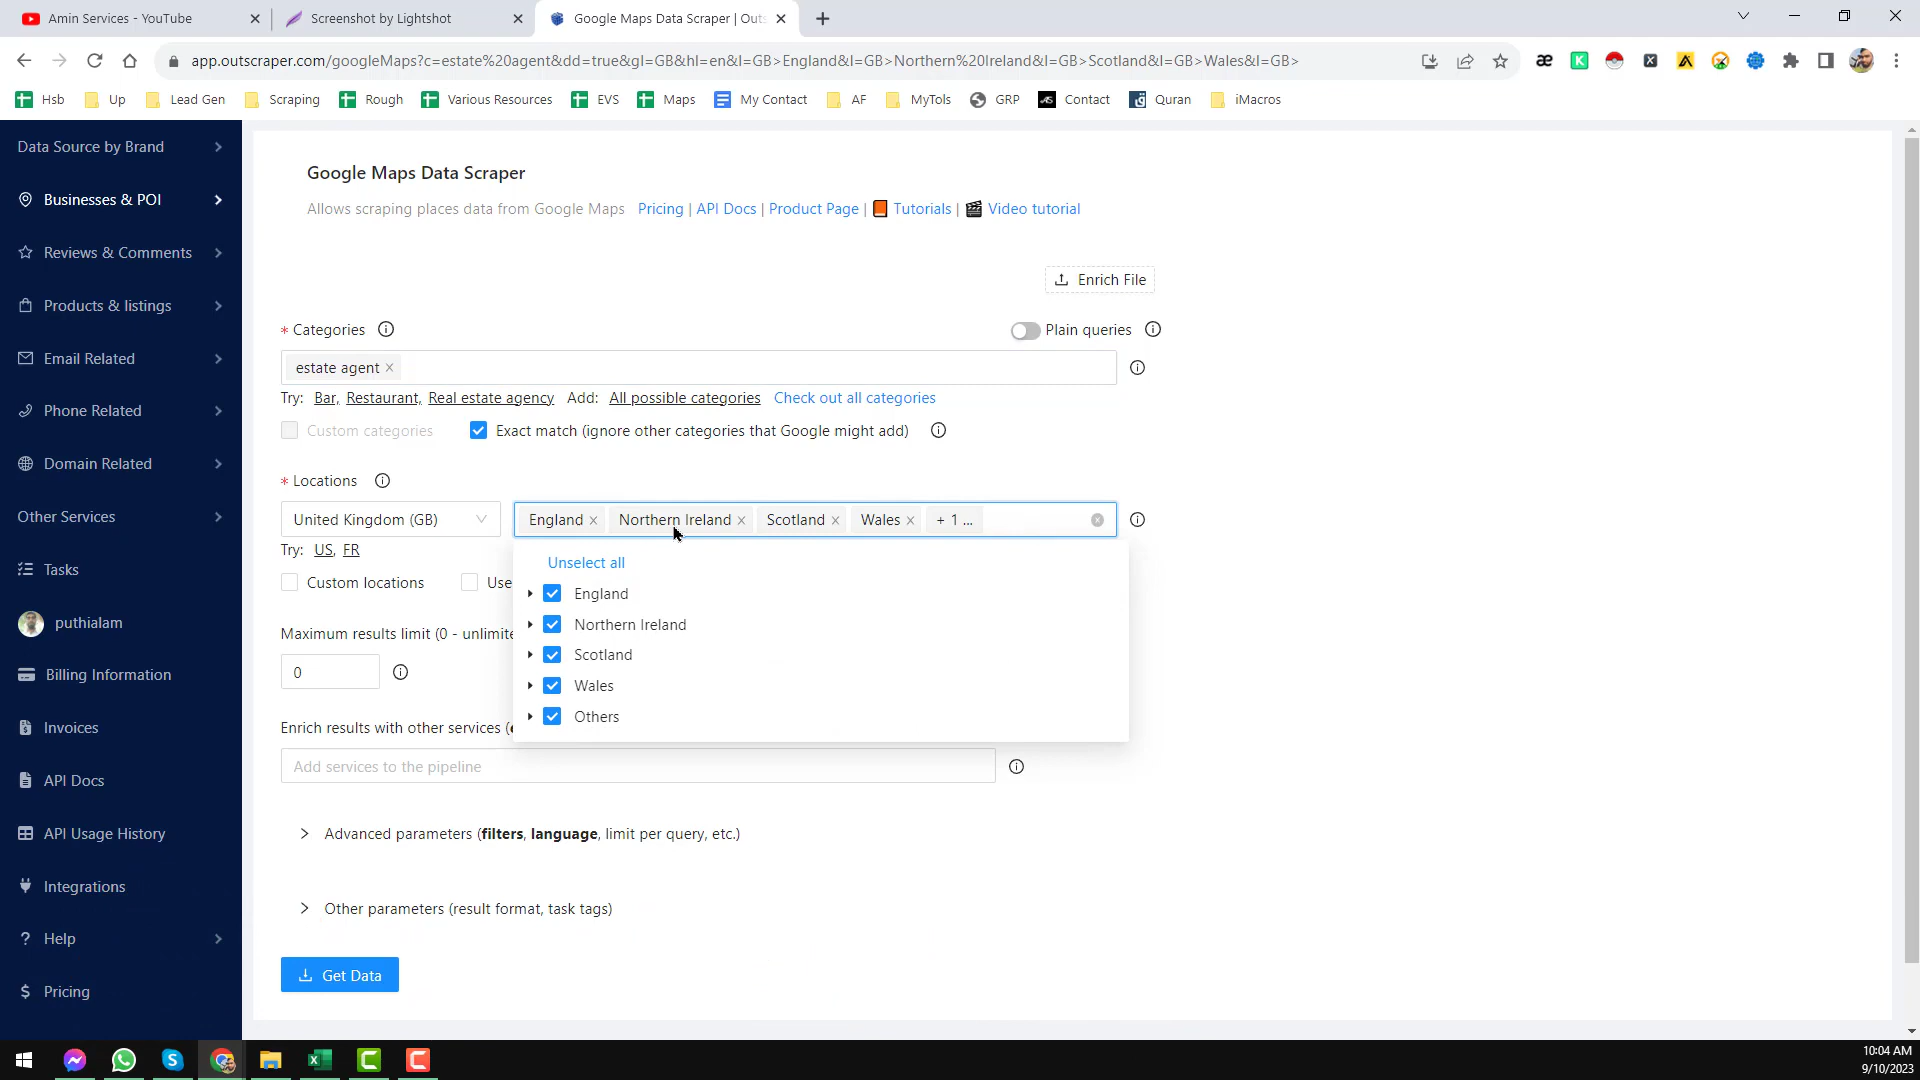 Amin Services - YouTube
Screenshot by Lightshot
Google Maps Data Scraper | Outs
app.outscraper.com/googleMaps?c=estate%20agent&dd=true&gl=GB&hl=en&l=GB>England&l=GB>Northern%20Ireland&l=GB>Scotland&l=GB>Wales&l=GB>
Hsb
Up
Lead Gen
Scraping
Rough
Various Resources
EVS
Maps
My Contact
AF
MyTols
GRP
Contact
Quran
iMacros
Data Source by Brand
Businesses & POI
Reviews & Comments
Products & listings
Email Related
Phone Related
Domain Related
Other Services
Tasks
puthialam
Billing Information
Invoices
API Docs
API Usage History
Integrations
Help
Pricing
Google Maps Data Scraper
Allows scraping places data from Google Maps Pricing | API Docs | Product Page | Tutorials | Video tutorial
Enrich File
* Categories
Plain queries
estate agent
Try: Bar, Restaurant, Real estate agency Add: All possible categories Check out all categories
Custom categories
Exact match (ignore other categories that Google might add)
* Locations
United Kingdom (GB)
England
Northern Ireland
Scotland
Wales
+ 1 ...
Try: US, FR
Unselect all
Custom locations
Use
England
Northern Ireland
Scotland
Wales
Others
Maximum results limit (0 - unlimite
0
Enrich results with other services (
Add services to the pipeline
Advanced parameters (filters, language, limit per query, etc.)
Other parameters (result format, task tags)
Get Data
10:04 AM
9/10/2023